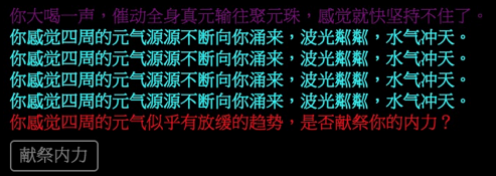 你大喝一声，催动全身真元输往聚元珠，感觉就快坚持不住了。
你感觉四周的元气源源不断向你涌来，波光粼粼，水气冲天。
你感觉四周的元气源源不断向你涌来，波光粼粼，水气冲天。
你感觉四周的元气源源不断向你涌来，波光粼粼，水气冲天。
你感觉四周的元气源源不断向你涌来，波光粼粼，水气冲天。
你感觉四周的元气似乎有放缓的趋势，是否献祭你的内力？
献祭内力